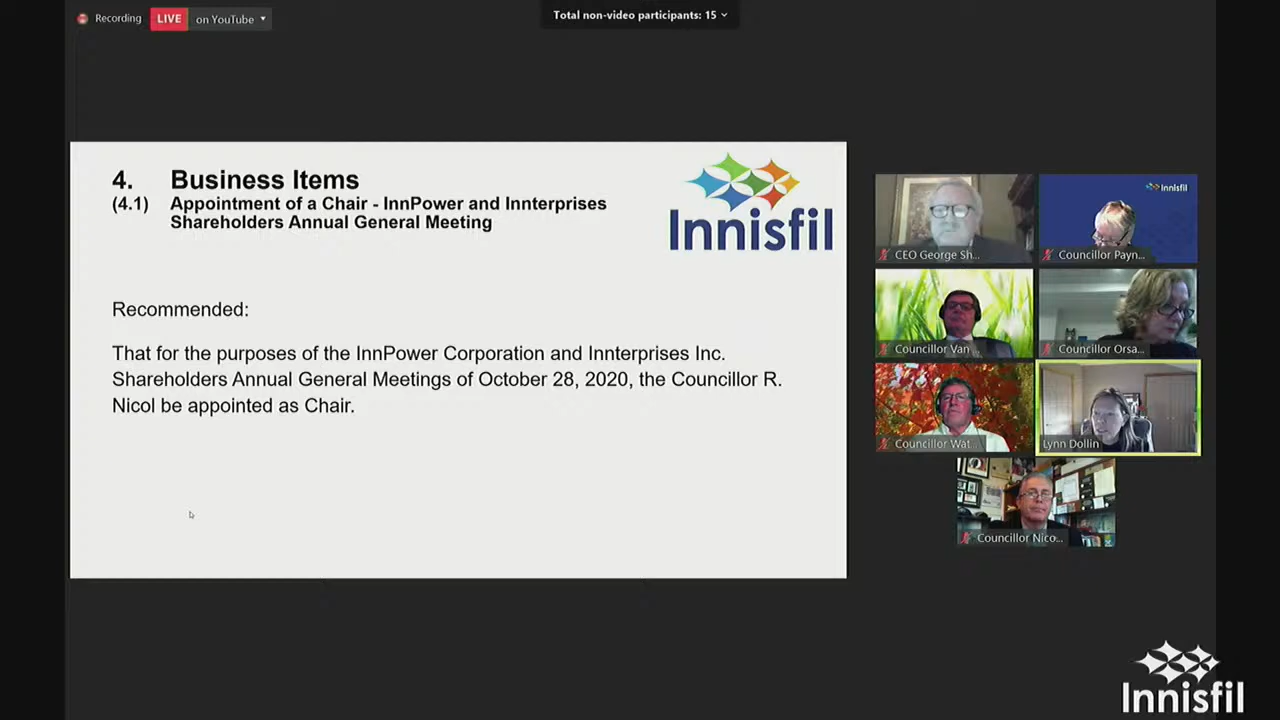 Recording
LIVE
on YouTube
Total non-video participants: 15
4. Business Items
(4.1) Appointment of a Chair - InnPower and Innterprises
Shareholders Annual General Meeting
Innisfil
Recommended:
That for the purposes of the InnPower Corporation and Innterprises Inc.
Shareholders Annual General Meetings of October 28, 2020, the Councillor R.
Nicol be appointed as Chair.
Innisfil
CEO George Sh...
Councillor Payn...
Councillor Van ...
Councillor Orsa...
Councillor Wat...
Lynn Dollin
Councillor Nico...
Innisfil